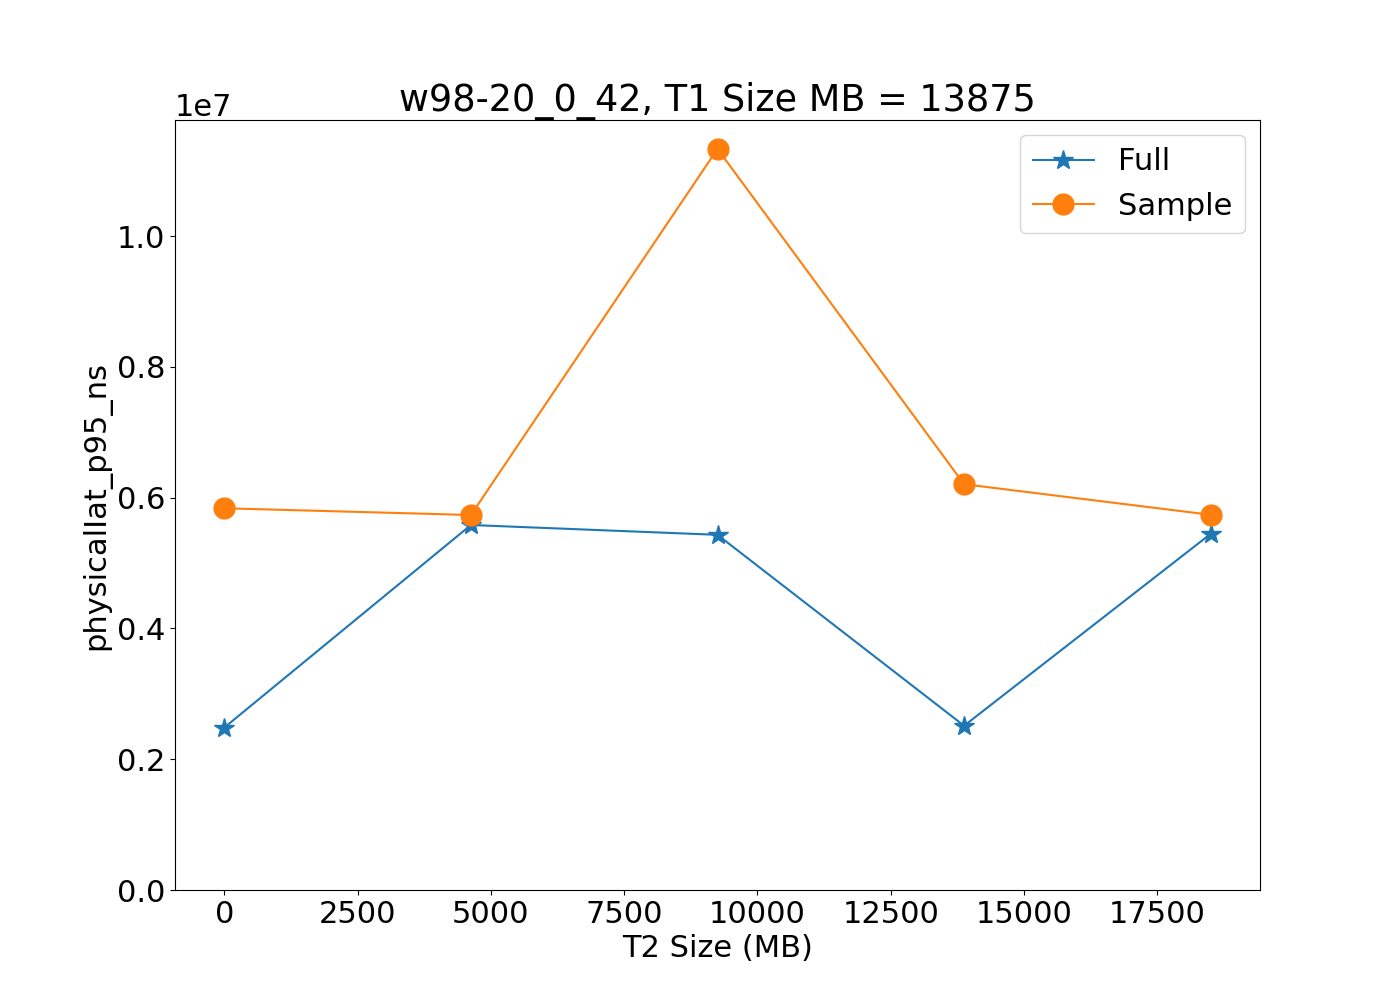 w98-20_0_42, T1 Size MB = 13875
1e7
Full
Sample
1.0
0.8
0.6
0.4
0.2
0.0
physicallat_p95_ns
0 2500 5000 7500 10000 12500 15000 17500
T2 Size (MB)